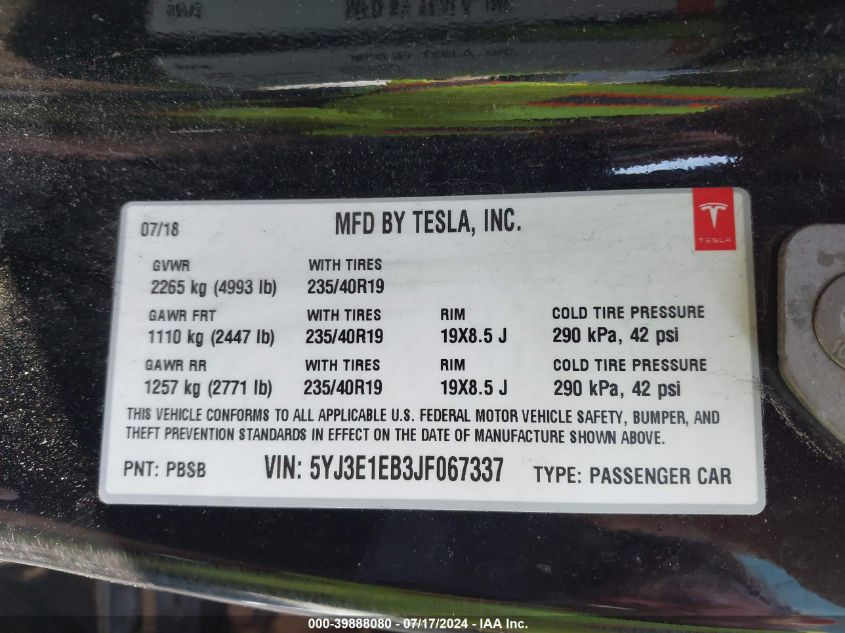 07/18
MFD BY TESLA, INC.
TESLA
GVWR WITH TIRES
2265 kg (4993 lb) 235/40R19
GAWR FRT WITH TIRES RIM COLD TIRE PRESSURE
1110 kg (2447 lb) 235/40R19 19X8.5 J 290 kPa, 42 psi
GAWR RR WITH TIRES RIM COLD TIRE PRESSURE
1257 kg (2771 lb) 235/40R19 19X8.5 J 290 kPa, 42 psi
THIS VEHICLE CONFORMS TO ALL APPLICABLE U.S. FEDERAL MOTOR VEHICLE SAFETY, BUMPER, AND
THEFT PREVENTION STANDARDS IN EFFECT ON THE DATE OF MANUFACTURE SHOWN ABOVE.
PNT: PBSB VIN: 5YJ3E1EB3JF067337 TYPE: PASSENGER CAR
000-39888080 - 07/17/2024 - IAA Inc.